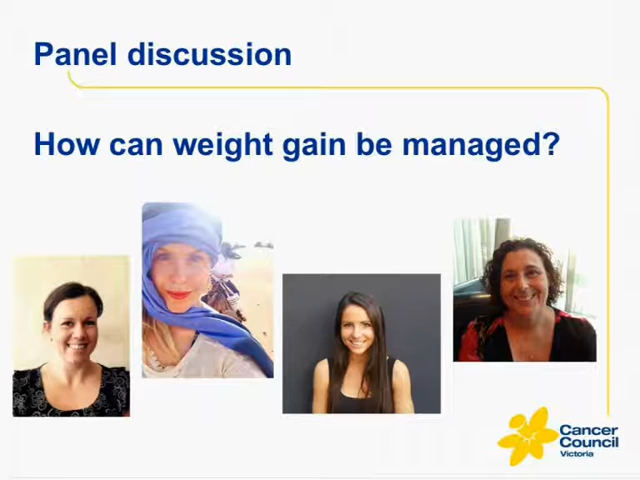 Panel discussion
How can weight gain be managed?
Cancer
Council
Victoria